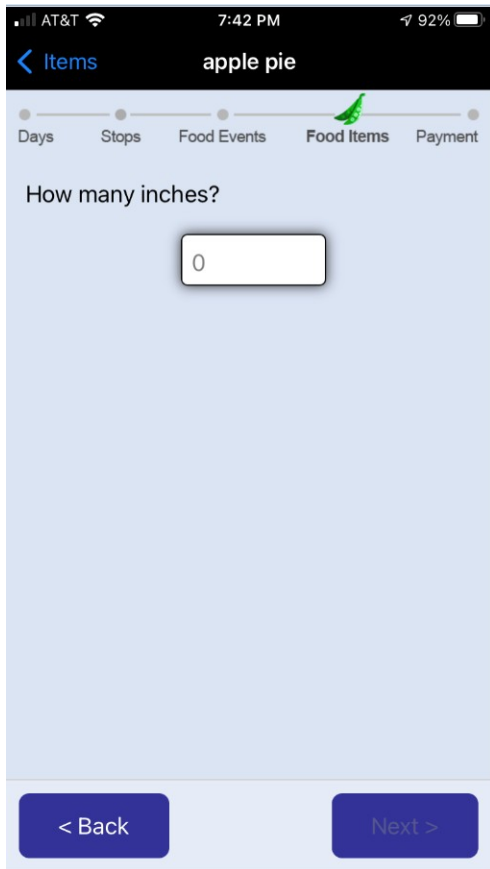 AT&T 7:42 PM 92%
Items apple pie
Days Stops Food Events Food Items Payment
How many inches?
0
< Back Next >